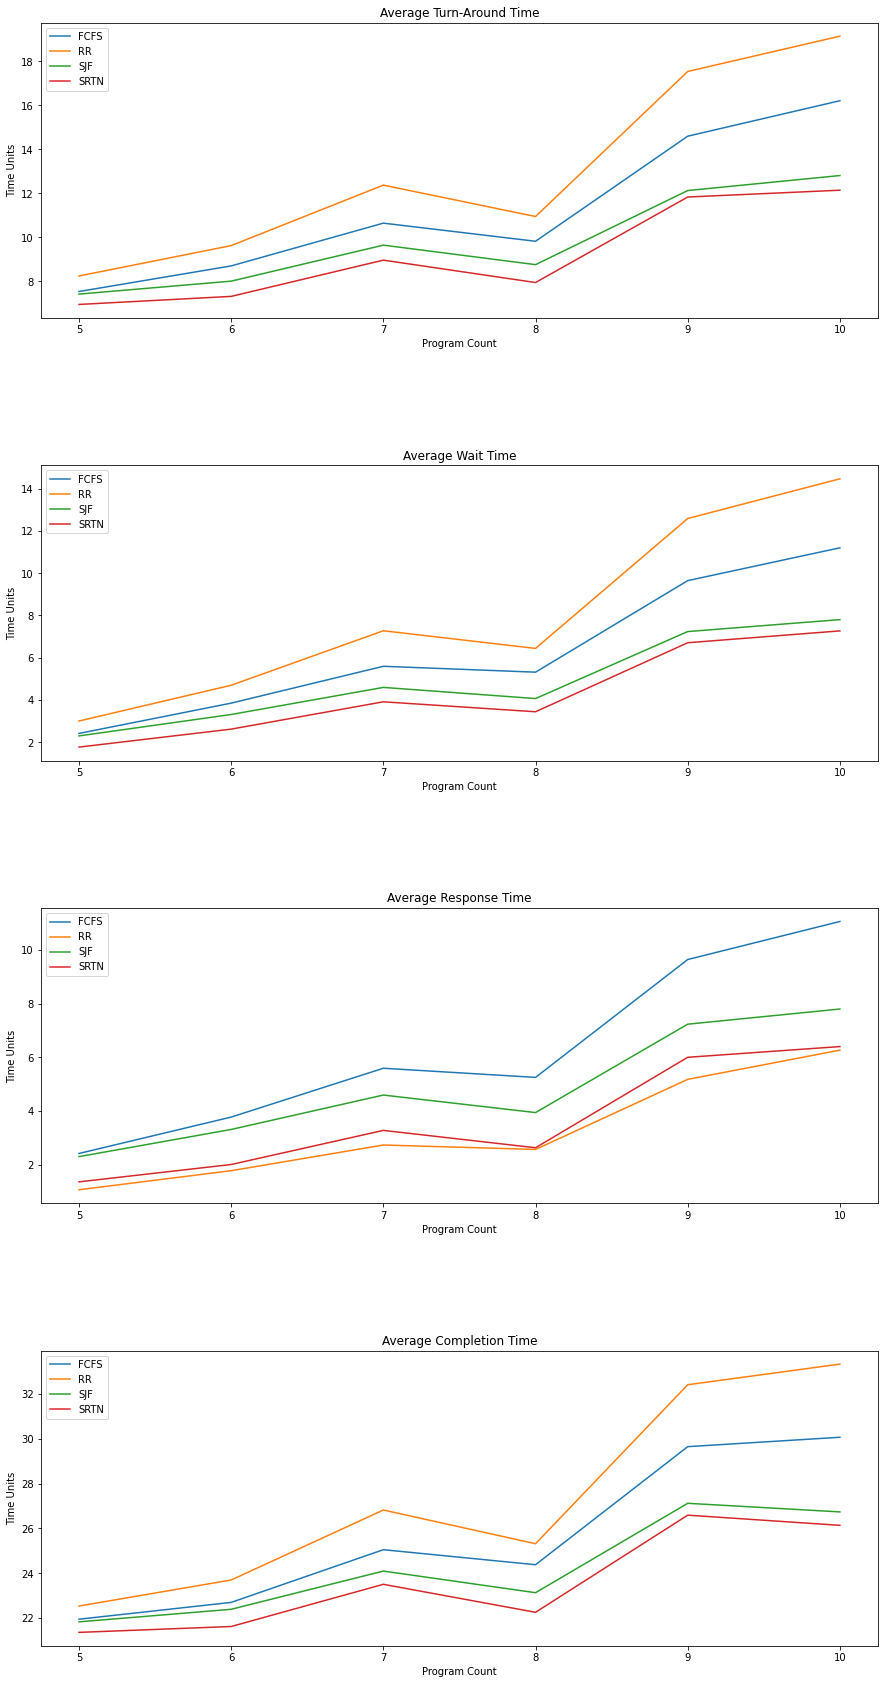 Average Turn-Around Time
FCFS
RR
SJF
SRTN
18
16
14
12
10
8
Time Units
5 6 7 8 9 10
Program Count
Average Wait Time
FCFS
RR
SJF
SRTN
14
12
10
8
6
4
2
Time Units
5 6 7 8 9 10
Program Count
Average Response Time
FCFS
RR
SJF
SRTN
10
8
6
4
2
Time Units
5 6 7 8 9 10
Program Count
Average Completion Time
FCFS
RR
SJF
SRTN
32
30
28
26
24
22
Time Units
5 6 7 8 9 10
Program Count